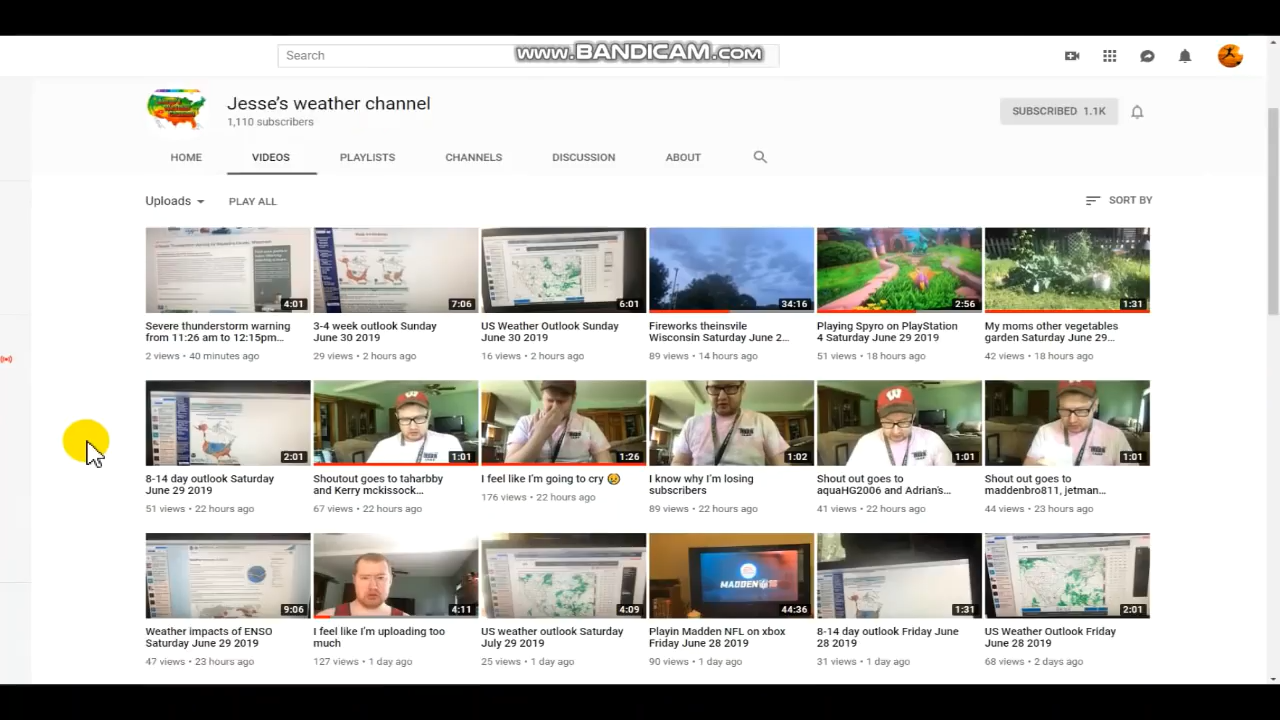 www.BANDICAM.com
Search
Jesse's weather channel
1,110 subscribers
SUBSCRIBED 1.1K
HOME
VIDEOS
PLAYLISTS
CHANNELS
DISCUSSION
ABOUT
Uploads
PLAY ALL
SORT BY
4:01
7:06
6:01
34:16
2:56
1:31
Severe thunderstorm warning
from 11:26 am to 12:15pm...
2 views • 40 minutes ago
3-4 week outlook Sunday
June 30 2019
29 views • 2 hours ago
US Weather Outlook Sunday
June 30 2019
16 views • 2 hours ago
Fireworks theinsvile
Wisconsin Saturday June 2...
89 views • 14 hours ago
Playing Spyro on PlayStation
4 Saturday June 29 2019
51 views • 18 hours ago
My moms other vegetables
garden Saturday June 29...
42 views • 18 hours ago
2:01
1:01
1:26
1:02
1:01
1:01
8-14 day outlook Saturday
June 29 2019
51 views • 22 hours ago
Shoutout goes to taharbby
and Kerry mckissock...
67 views • 22 hours ago
I feel like I'm going to cry 😢
176 views • 22 hours ago
I know why I'm losing
subscribers
89 views • 22 hours ago
Shout out goes to
aquaHG2006 and Adrian's...
41 views • 22 hours ago
Shout out goes to
maddenbro811, jetman...
44 views • 23 hours ago
9:06
4:11
4:09
MADDEN NFL
44:36
1:31
2:01
Weather impacts of ENSO
Saturday June 29 2019
47 views • 23 hours ago
I feel like I'm uploading too
much
127 views • 1 day ago
US weather outlook Saturday
July 29 2019
25 views • 1 day ago
Playin Madden NFL on xbox
Friday June 28 2019
90 views • 1 day ago
8-14 day outlook Friday June
28 2019
31 views • 1 day ago
US Weather Outlook Friday
June 28 2019
68 views • 2 days ago